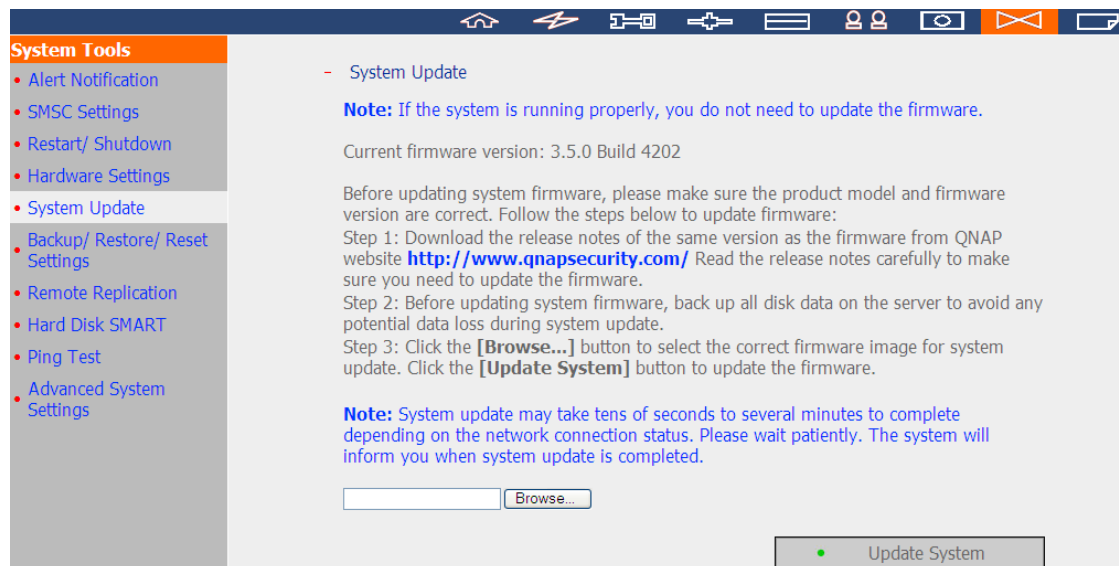 System Tools
• Alert Notification
• SMSC Settings
• Restart/ Shutdown
• Hardware Settings
• System Update
• Backup/ Restore/ Reset
Settings
• Remote Replication
• Hard Disk SMART
• Ping Test
• Advanced System
Settings
- System Update
Note: If the system is running properly, you do not need to update the firmware.
Current firmware version: 3.5.0 Build 4202
Before updating system firmware, please make sure the product model and firmware
version are correct. Follow the steps below to update firmware:
Step 1: Download the release notes of the same version as the firmware from QNAP
website http://www.qnapsecurity.com/ Read the release notes carefully to make
sure you need to update the firmware.
Step 2: Before updating system firmware, back up all disk data on the server to avoid any
potential data loss during system update.
Step 3: Click the [Browse...] button to select the correct firmware image for system
update. Click the [Update System] button to update the firmware.
Note: System update may take tens of seconds to several minutes to complete
depending on the network connection status. Please wait patiently. The system will
inform you when system update is completed.
Browse...
• Update System